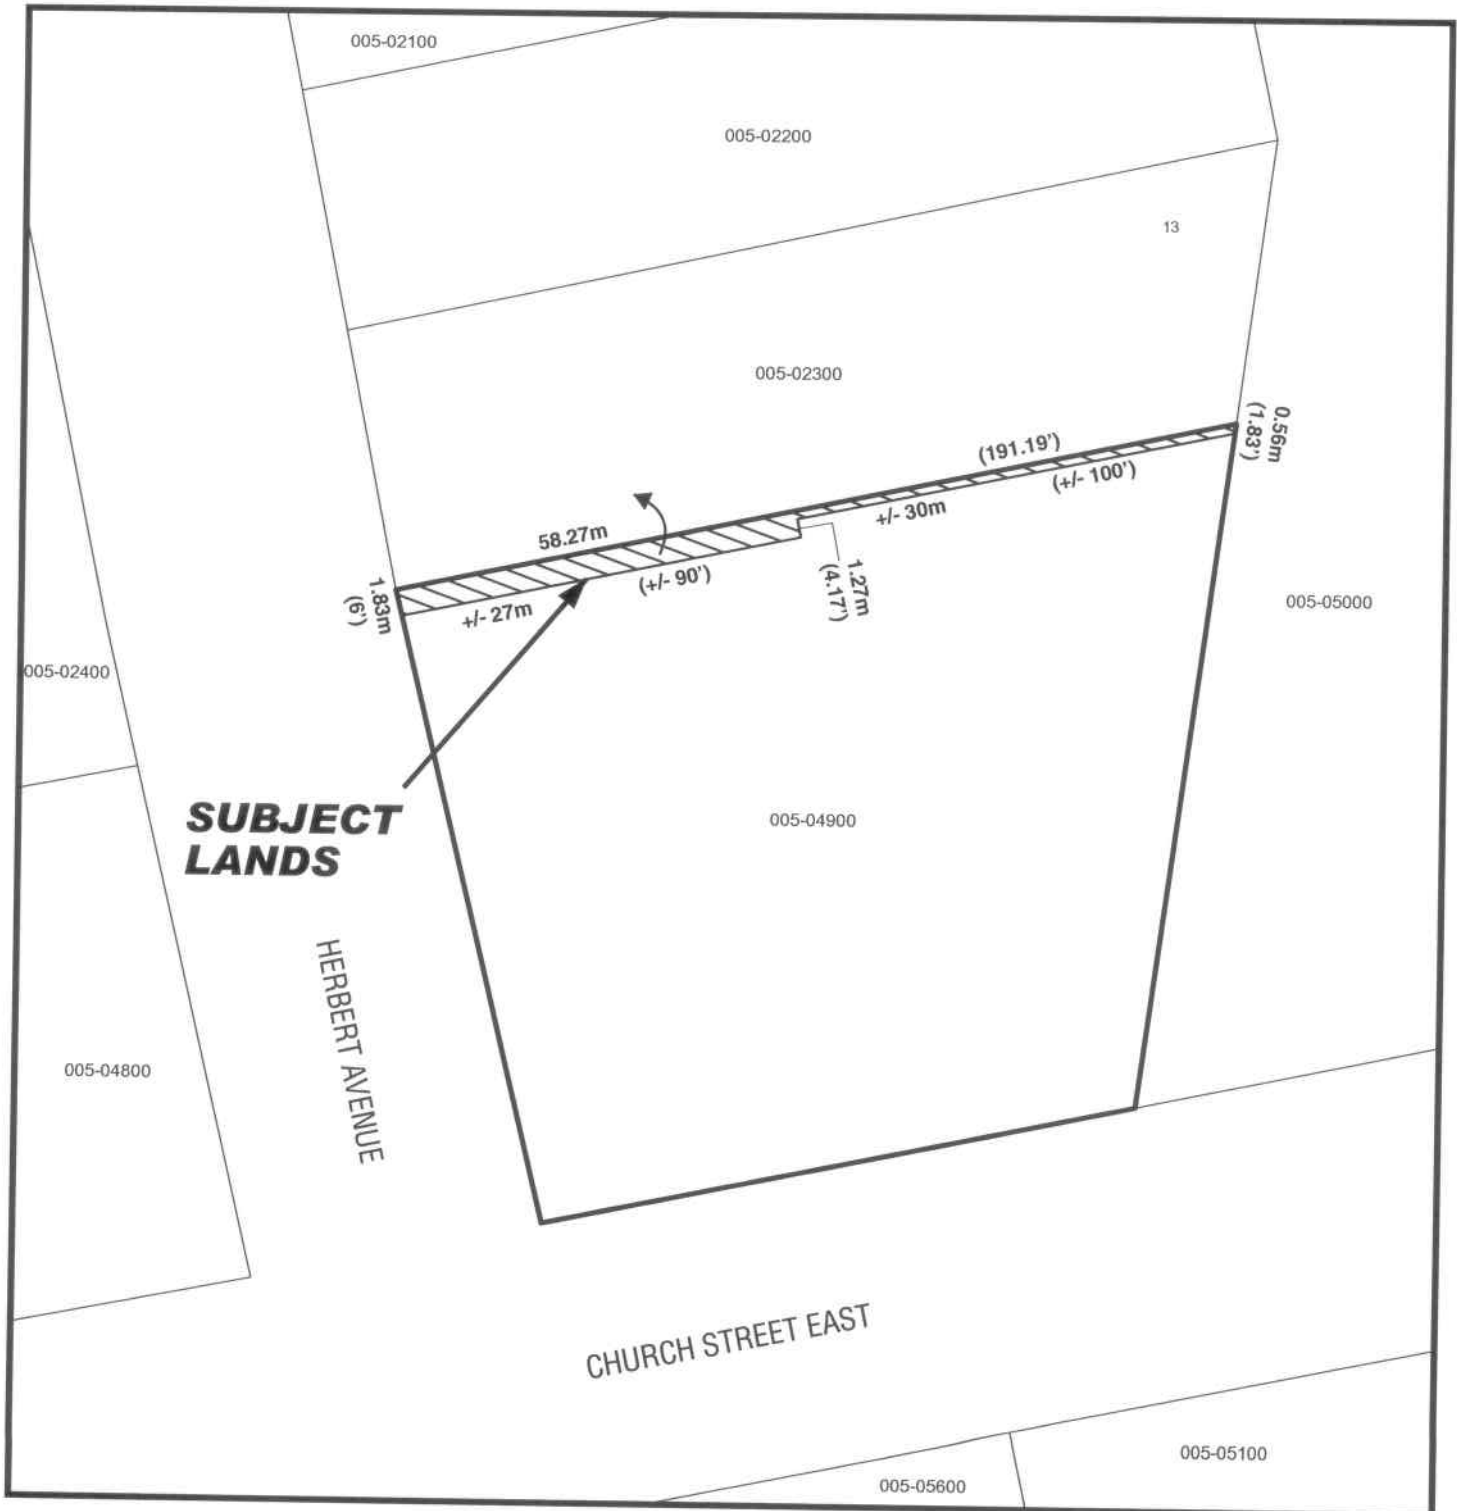 005-02100
005-02200
13
005-02300
0.56m
(1.83')
(191.19')
(+/- 100')
+/- 30m
58.27m
(+/- 90')
+/- 27m
1.83m
(6')
1.27m
(4.17')
005-05000
005-02400
SUBJECT
LANDS
005-04900
HERBERT AVENUE
005-04800
CHURCH STREET EAST
005-05100
005-05600